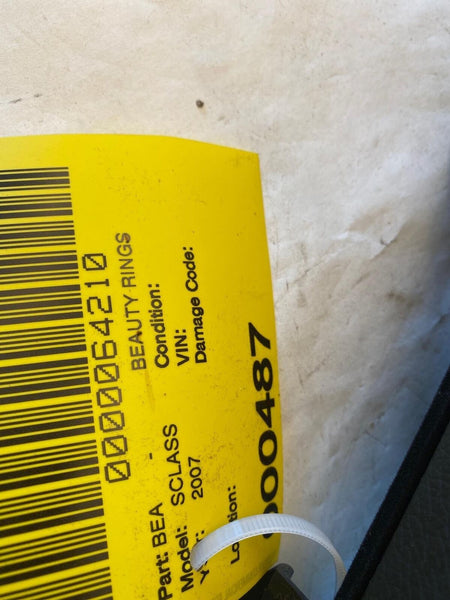 0000064210
BEAUTY RINGS
Part: BEA -
Condition:
Model: SCLASS
VIN:
2007
Damage Code:
000487